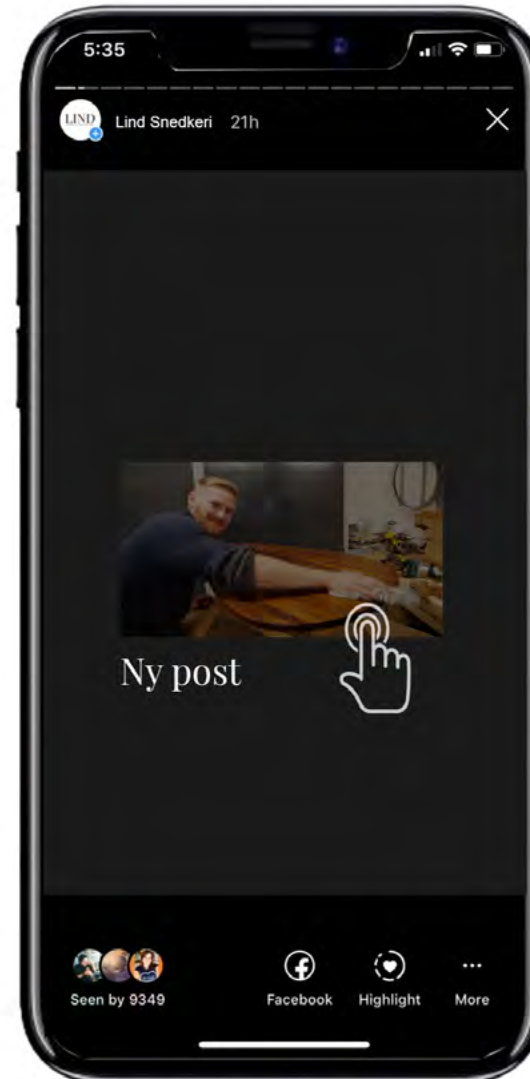 5:35
LIND
Lind Snedkeri 21h
Ny post
Seen by 9349
Facebook
Highlight
More